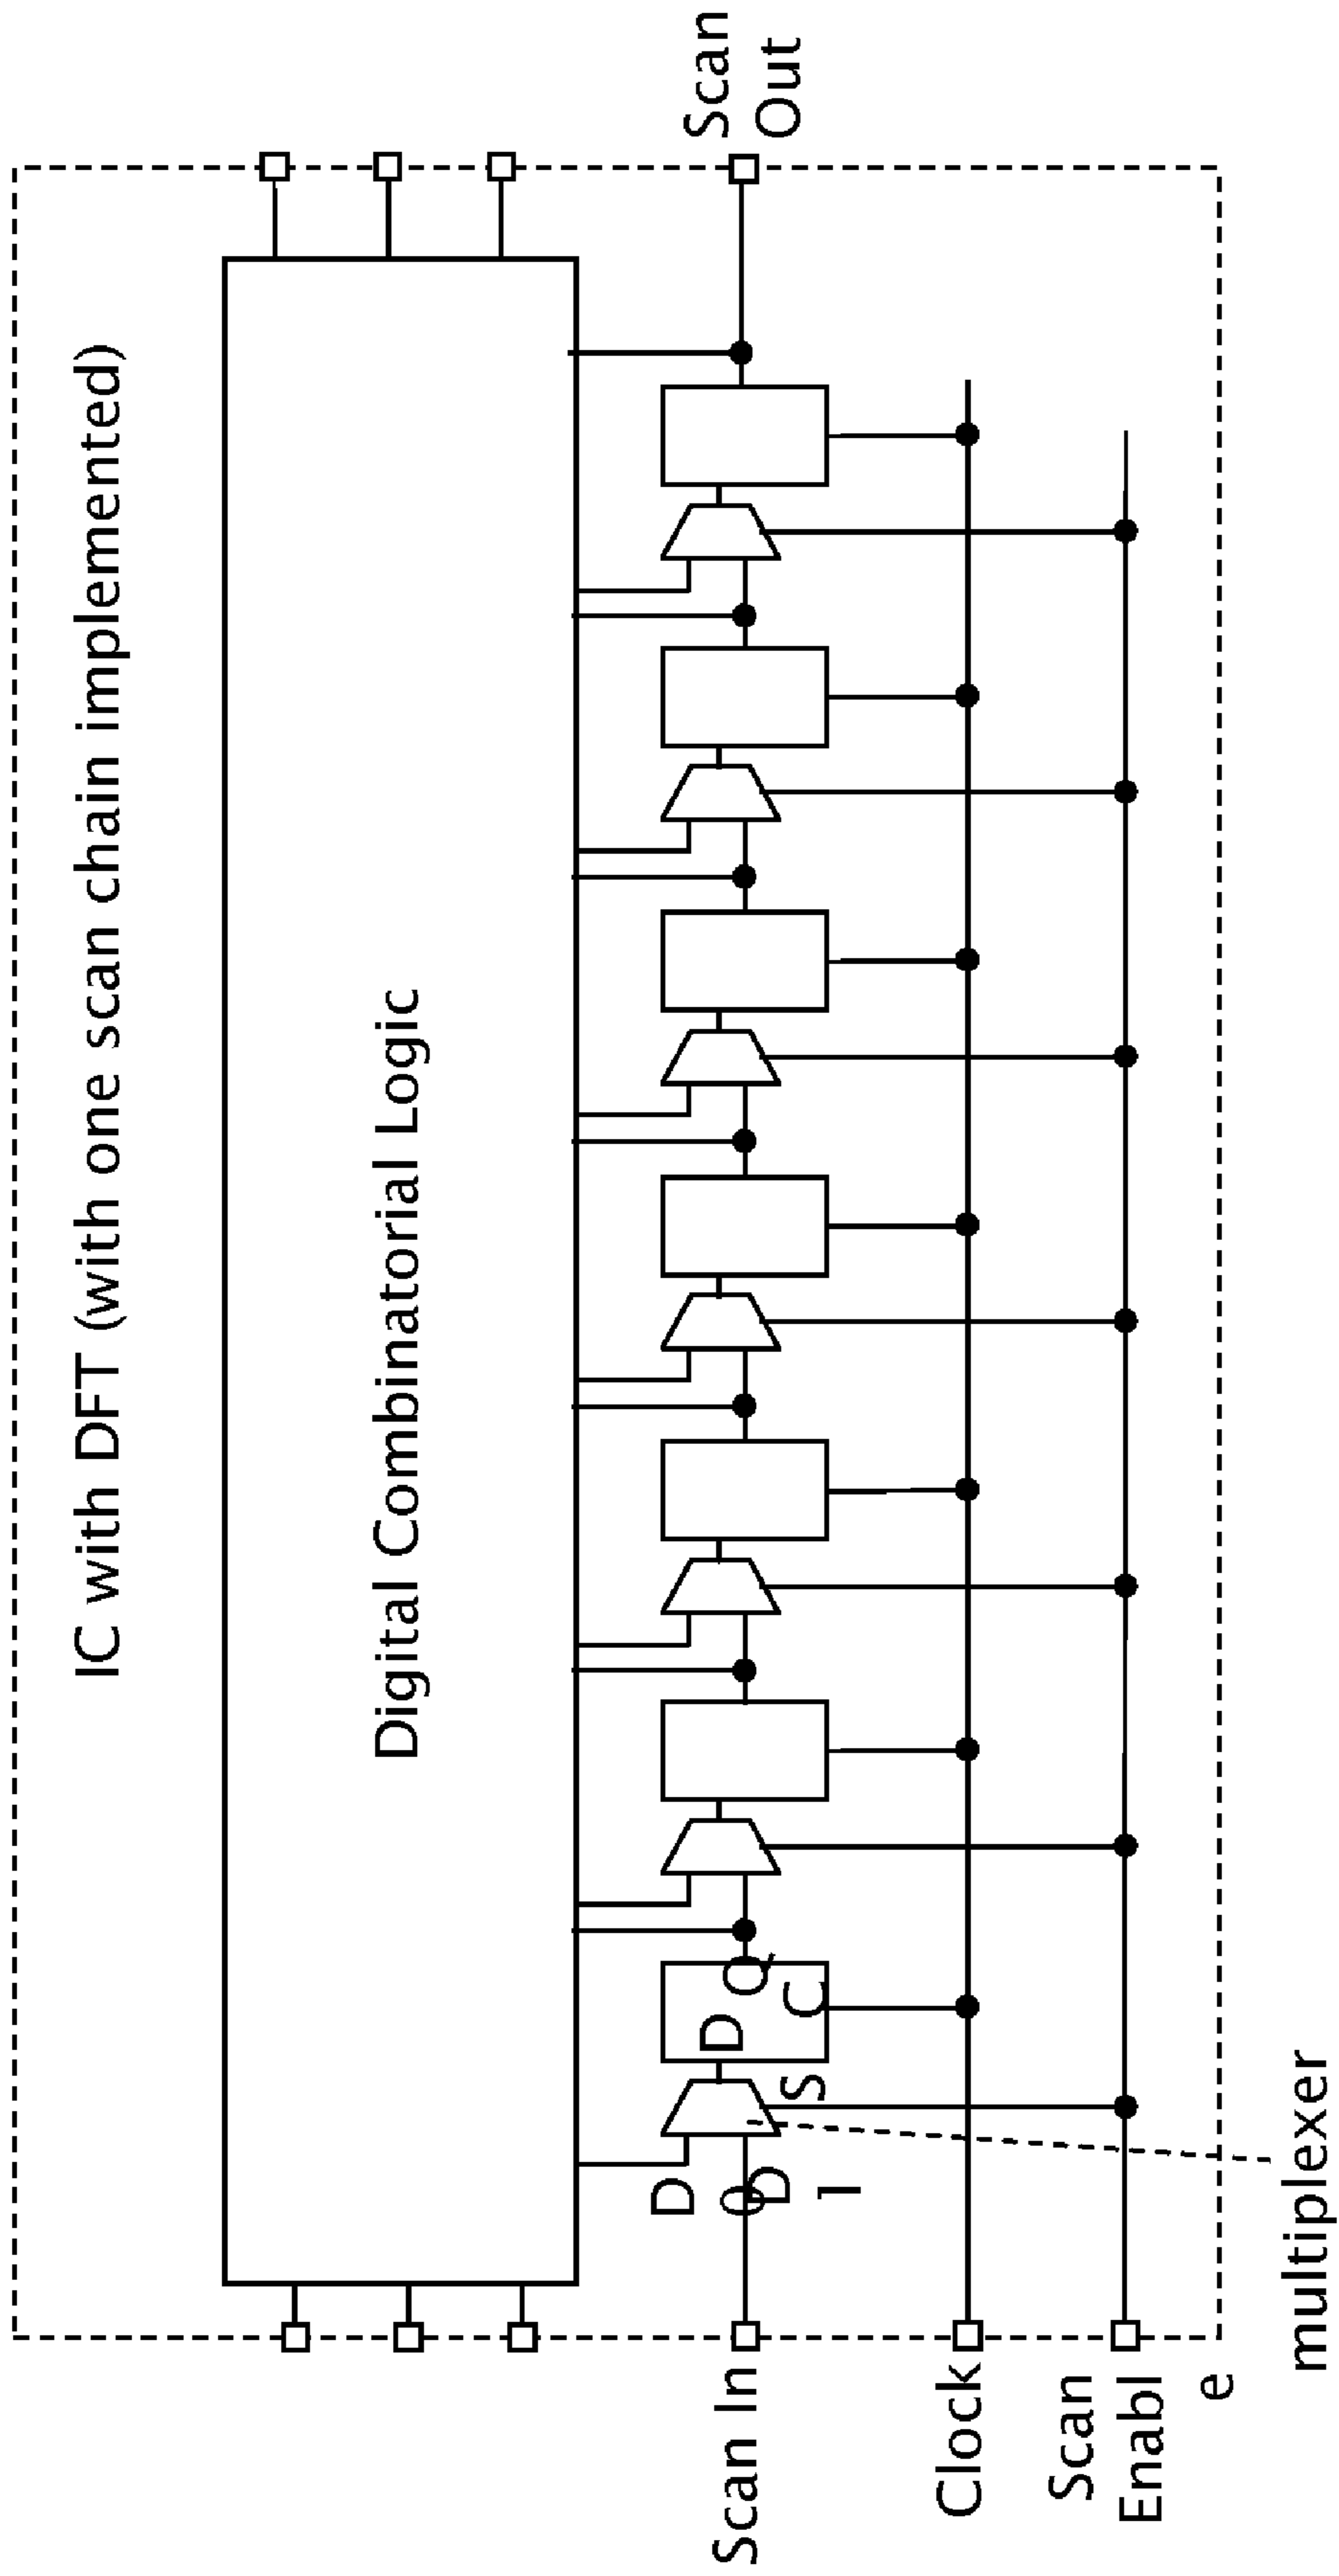 IC with DFT (with one scan chain implemented)
Digital Combinatorial Logic
D
0
D
1
S
D
Q
C
Scan In
Scan
Out
Clock
Scan
Enabl
e
multiplexer